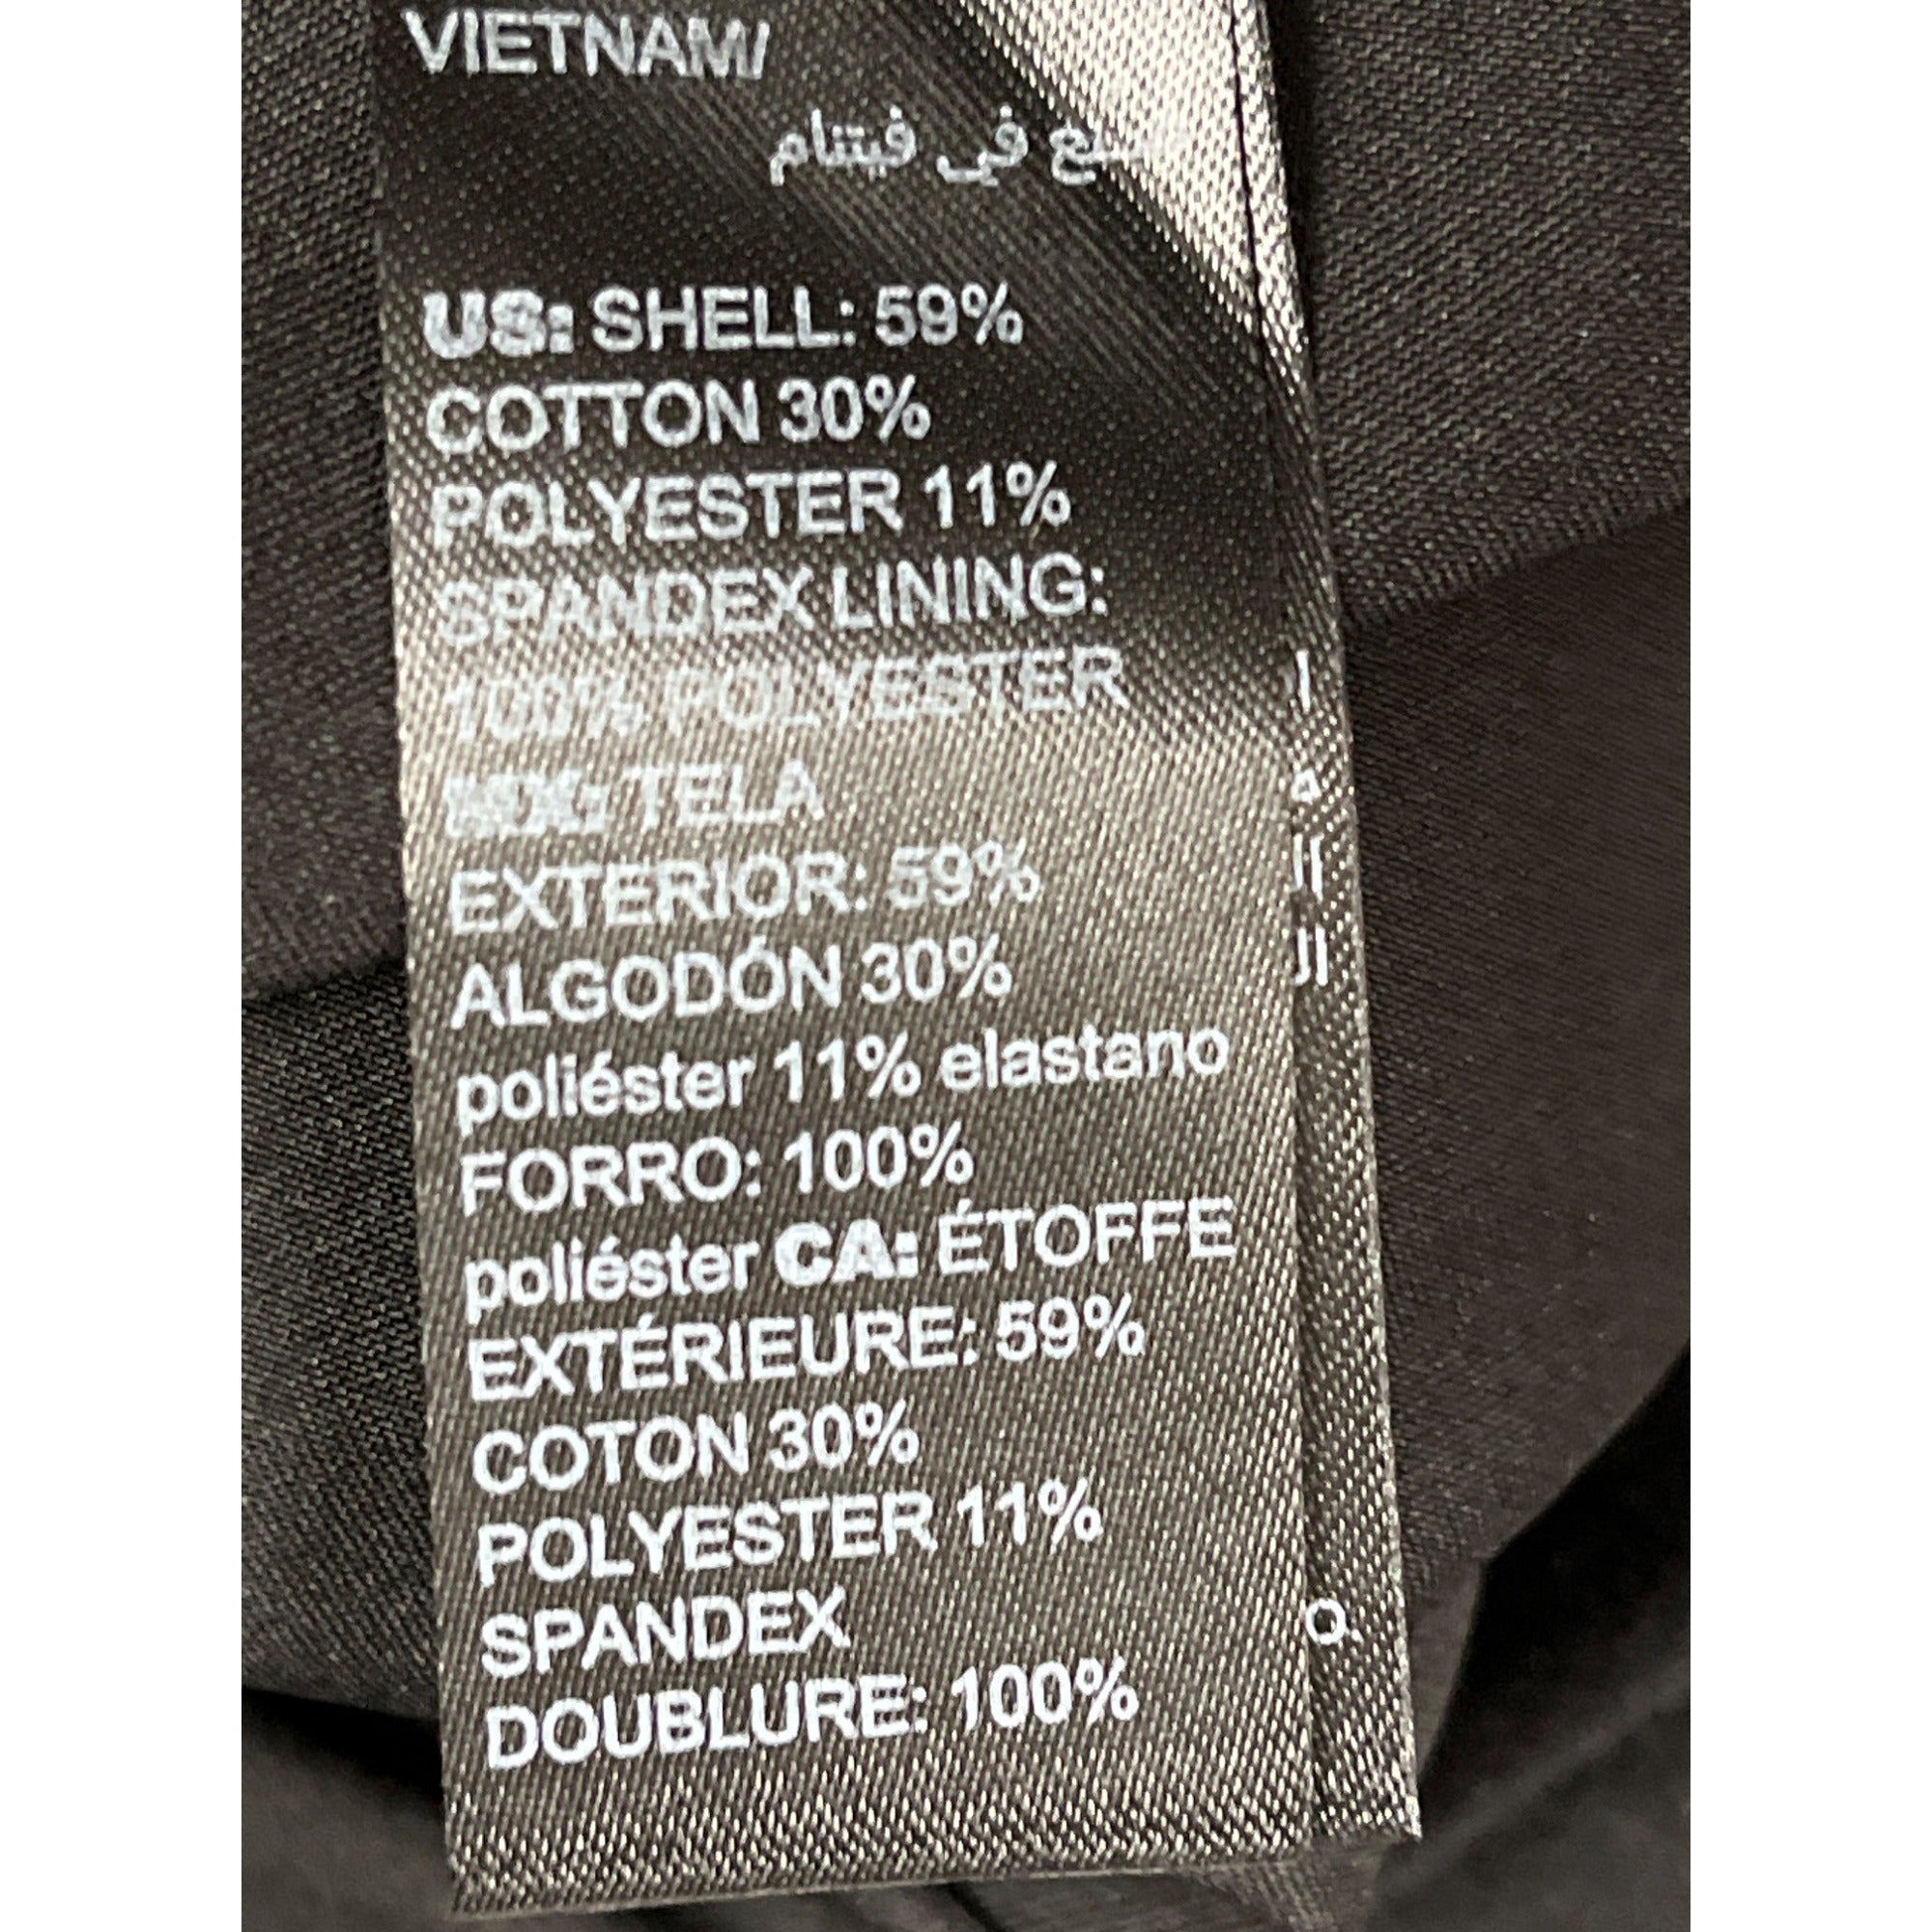 VIETNAM/
في فيتنام
US: SHELL: 59%
COTTON 30%
POLYESTER 11%
SPANDEX LINING:
100% POLYESTER
MX: TELA
EXTERIOR: 59%
ALGODÓN 30%
poliéster 11% elastano
FORRO: 100%
poliéster CA: ÉTOFFE
EXTÉRIEURE: 59%
COTON 30%
POLYESTER 11%
SPANDEX
DOUBLURE: 100%